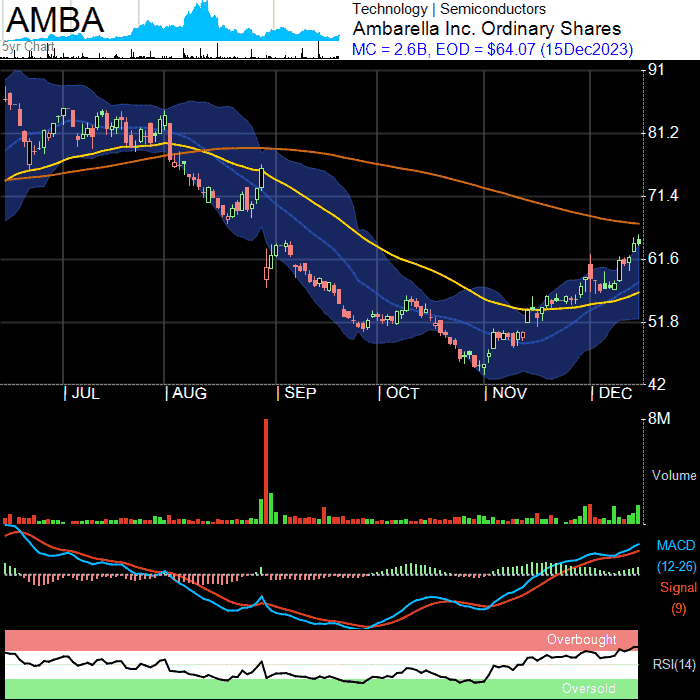 AMBA
5yr Chart
Technology | Semiconductors
Ambarella Inc. Ordinary Shares
MC = 2.6B, EOD = $64.07 (15Dec2023)
91
81.2
71.4
61.6
51.8
42
JUL AUG SEP OCT NOV DEC
8M
Volume
MACD
(12-26)
Signal
(9)
Overbought
RSI(14)
Oversold